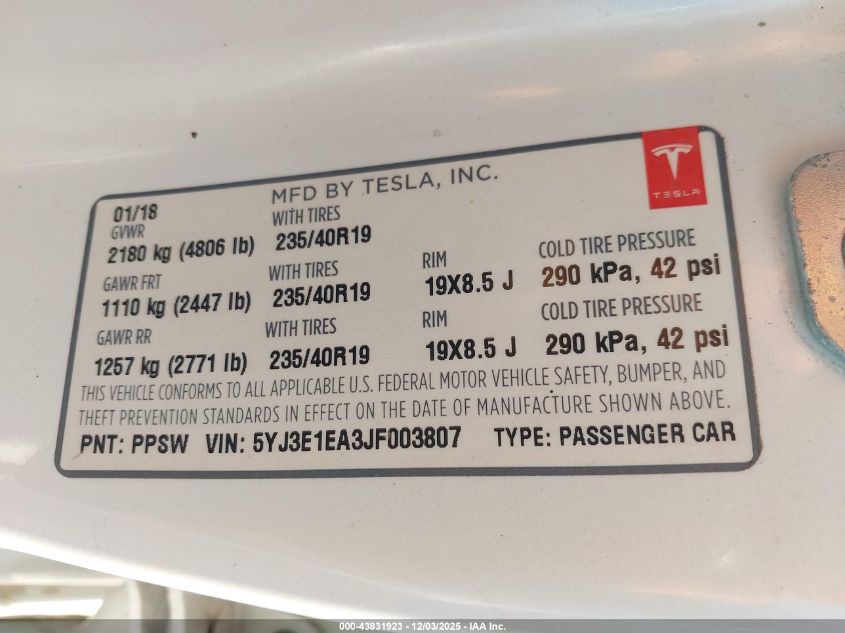 MFD BY TESLA, INC.
TESLA
01/18
GVWR
2180 kg (4806 lb)
WITH TIRES
235/40R19
GAWR FRT
1110 kg (2447 lb)
WITH TIRES
235/40R19
RIM
19X8.5 J
COLD TIRE PRESSURE
290 kPa, 42 psi
GAWR RR
1257 kg (2771 lb)
WITH TIRES
235/40R19
RIM
19X8.5 J
COLD TIRE PRESSURE
290 kPa, 42 psi
THIS VEHICLE CONFORMS TO ALL APPLICABLE U.S. FEDERAL MOTOR VEHICLE SAFETY, BUMPER, AND
THEFT PREVENTION STANDARDS IN EFFECT ON THE DATE OF MANUFACTURE SHOWN ABOVE.
PNT: PPSW VIN: 5YJ3E1EA3JF003807 TYPE: PASSENGER CAR
000-43831923 - 12/03/2025 - IAA Inc.